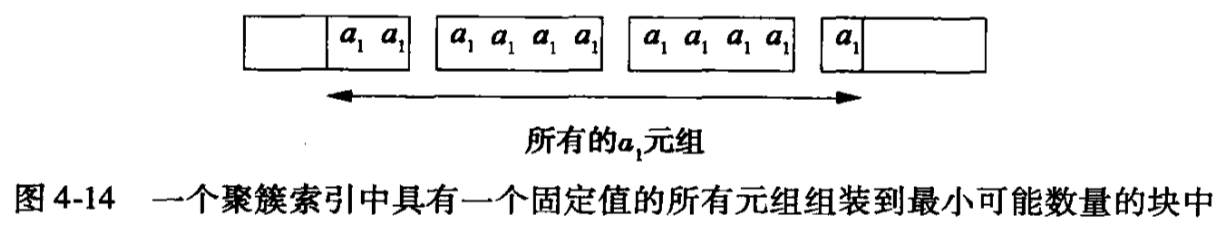 a₁ a₁ a₁ a₁ a₁ a₁ a₁ a₁ a₁ a₁ a₁
所有的a₁元组
图4-14 一个聚簇索引中具有一个固定值的所有元组组装到最小可能数量的块中